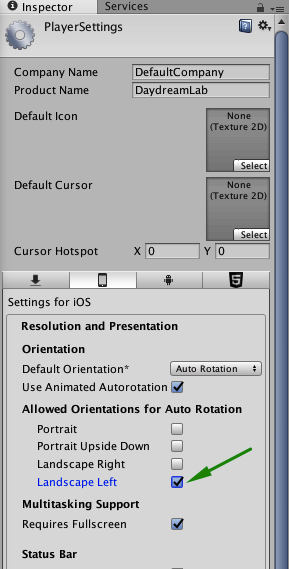 Inspector Services
PlayerSettings
Company Name DefaultCompany
Product Name DaydreamLab
Default Icon None
(Texture 2D)
Select
Default Cursor None
(Texture 2D)
Select
Cursor Hotspot X 0 Y 0
Settings for iOS
Resolution and Presentation
Orientation
Default Orientation* Auto Rotation
Use Animated Autorotation
Allowed Orientations for Auto Rotation
Portrait
Portrait Upside Down
Landscape Right
Landscape Left
Multitasking Support
Requires Fullscreen
Status Bar